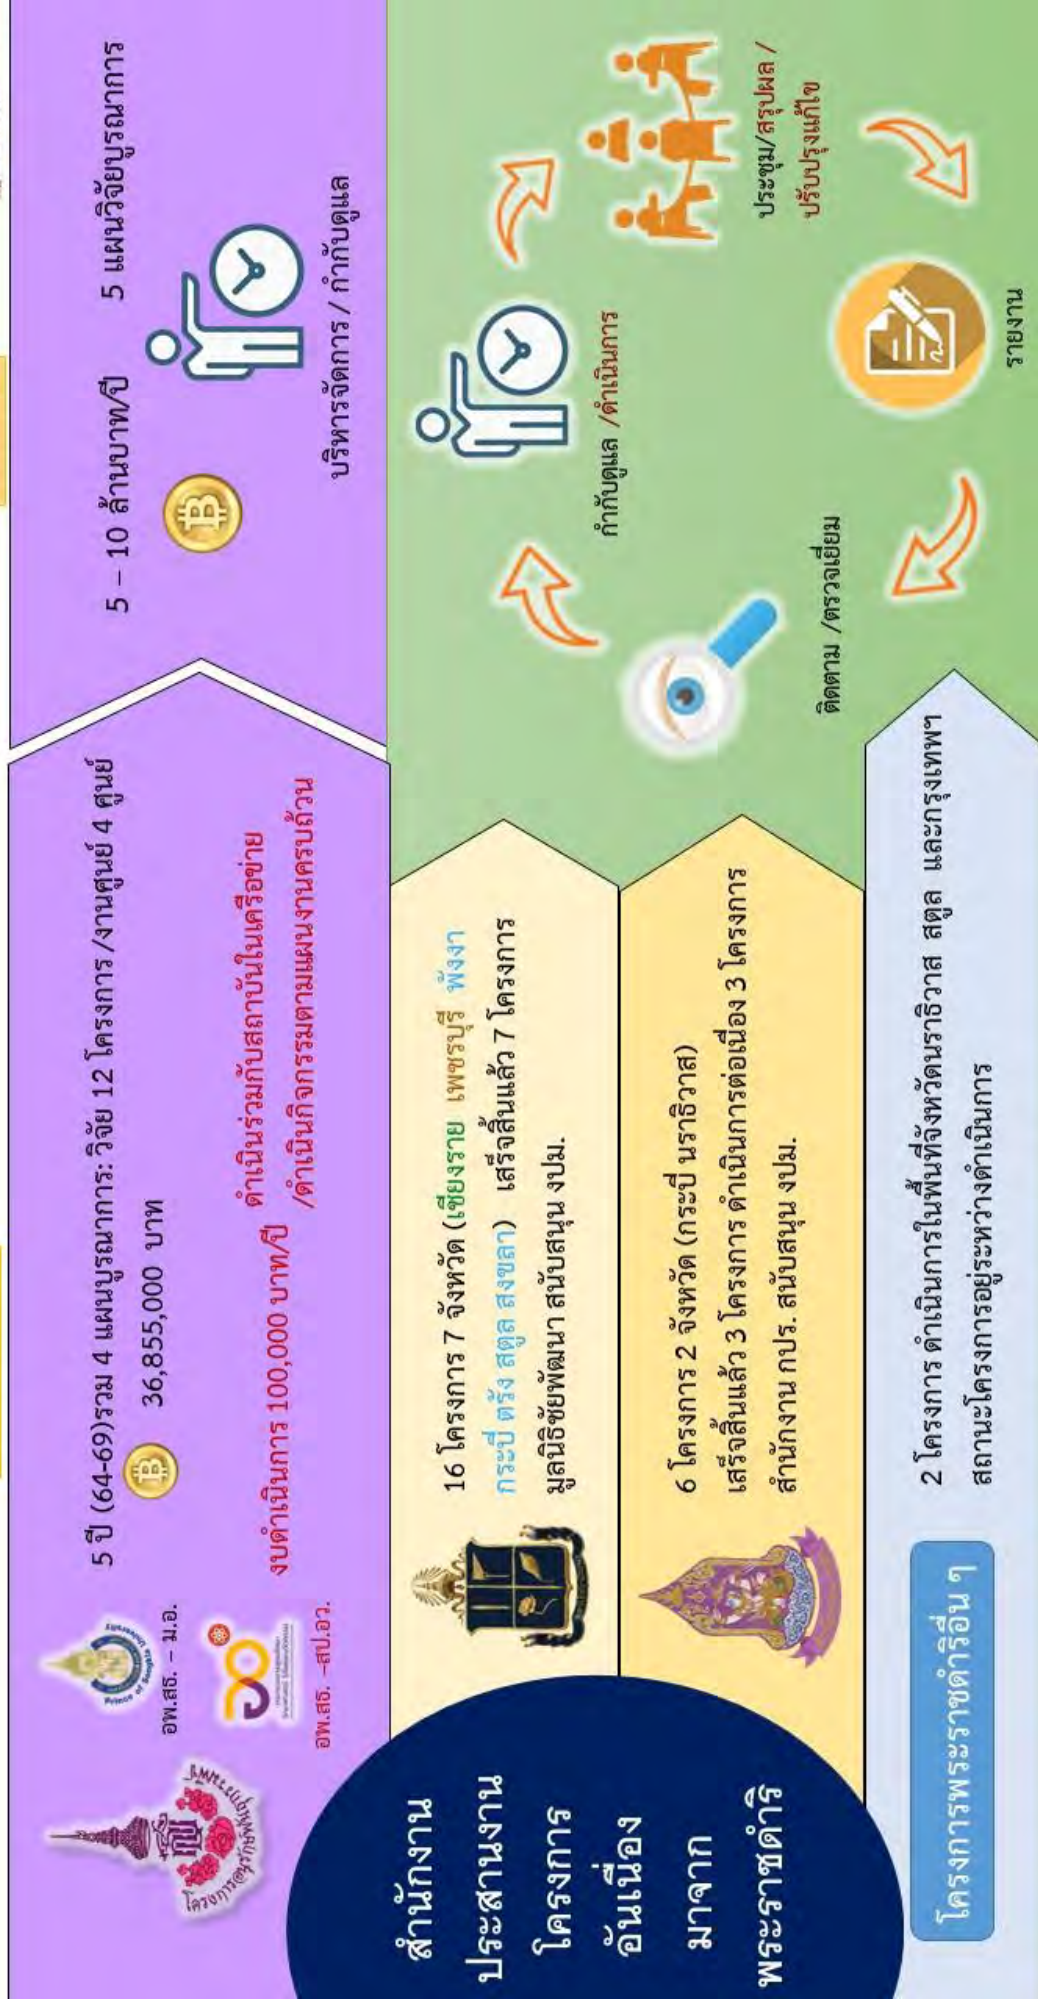 โครงการอนุรักษ์พันธุกรรมพืช
Prince of Songkla University
อพ.สธ. – ม.อ.
อพ.สธ. –สป.อว.
5 ปี (64-69)รวม 4 แผนบูรณาการ: วิจัย 12 โครงการ /งานศูนย์ 4 ศูนย์
36,855,000 บาท
งบดำเนินการ 100,000 บาท/ปี
ดำเนินร่วมกับสถาบันในเครือข่าย
/ดำเนินกิจกรรมตามแผนงานครบถ้วน
5 – 10 ล้านบาท/ปี
5 แผนวิจัยบูรณาการ
บริหารจัดการ / กำกับดูแล
สำนักงาน
ประสานงาน
โครงการ
อันเนื่อง
มาจาก
พระราชดำริ
16 โครงการ 7 จังหวัด (เชียงราย เพชรบุรี พังงา
กระบี่ ตรัง สตูล สงขลา) เสร็จสิ้นแล้ว 7 โครงการ
มูลนิธิชัยพัฒนา สนับสนุน งปม.
6 โครงการ 2 จังหวัด (กระบี่ นราธิวาส)
เสร็จสิ้นแล้ว 3 โครงการ ดำเนินการต่อเนื่อง 3 โครงการ
สำนักงาน กปร. สนับสนุน งปม.
โครงการพระราชดำริอื่น ๆ
2 โครงการ ดำเนินการในพื้นที่จังหวัดนราธิวาส สตูล และกรุงเทพฯ
สถานะโครงการอยู่ระหว่างดำเนินการ
กำกับดูแล /ดำเนินการ
ประชุม/สรุปผล /
ปรับปรุงแก้ไข
ติดตาม /ตรวจเยี่ยม
รายงาน